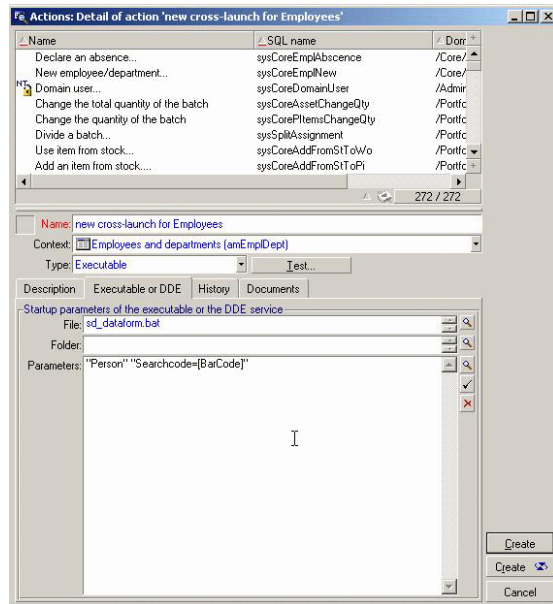 Actions: Detail of action 'new cross-launch for Employees'
Name SQL name Dom
Declare an absence... sysCoreEmplAbscence /Core/
New employee/department... sysCoreEmplNew /Core/
NT Domain user... sysCoreDomainUser /Admir
Change the total quantity of the batch sysCoreAssetChangeQty /Portfc
Change the quantity of the batch sysCorePItemsChangeQty /Portfc
Divide a batch... sysSplitAssignment /Portfc
Use item from stock... sysCoreAddFromStToWo /Portfc
Add an item from stock.... sysCoreAddFromStToPi /Portfc
272 / 272
Name: new cross-launch for Employees
Context: Employees and departments (amEmplDept)
Type: Executable Test...
Description Executable or DDE History Documents
Startup parameters of the executable or the DDE service
File: sd_dataform.bat
Folder:
Parameters: "Person" "Searchcode=[BarCode]"
Create
Create
Cancel